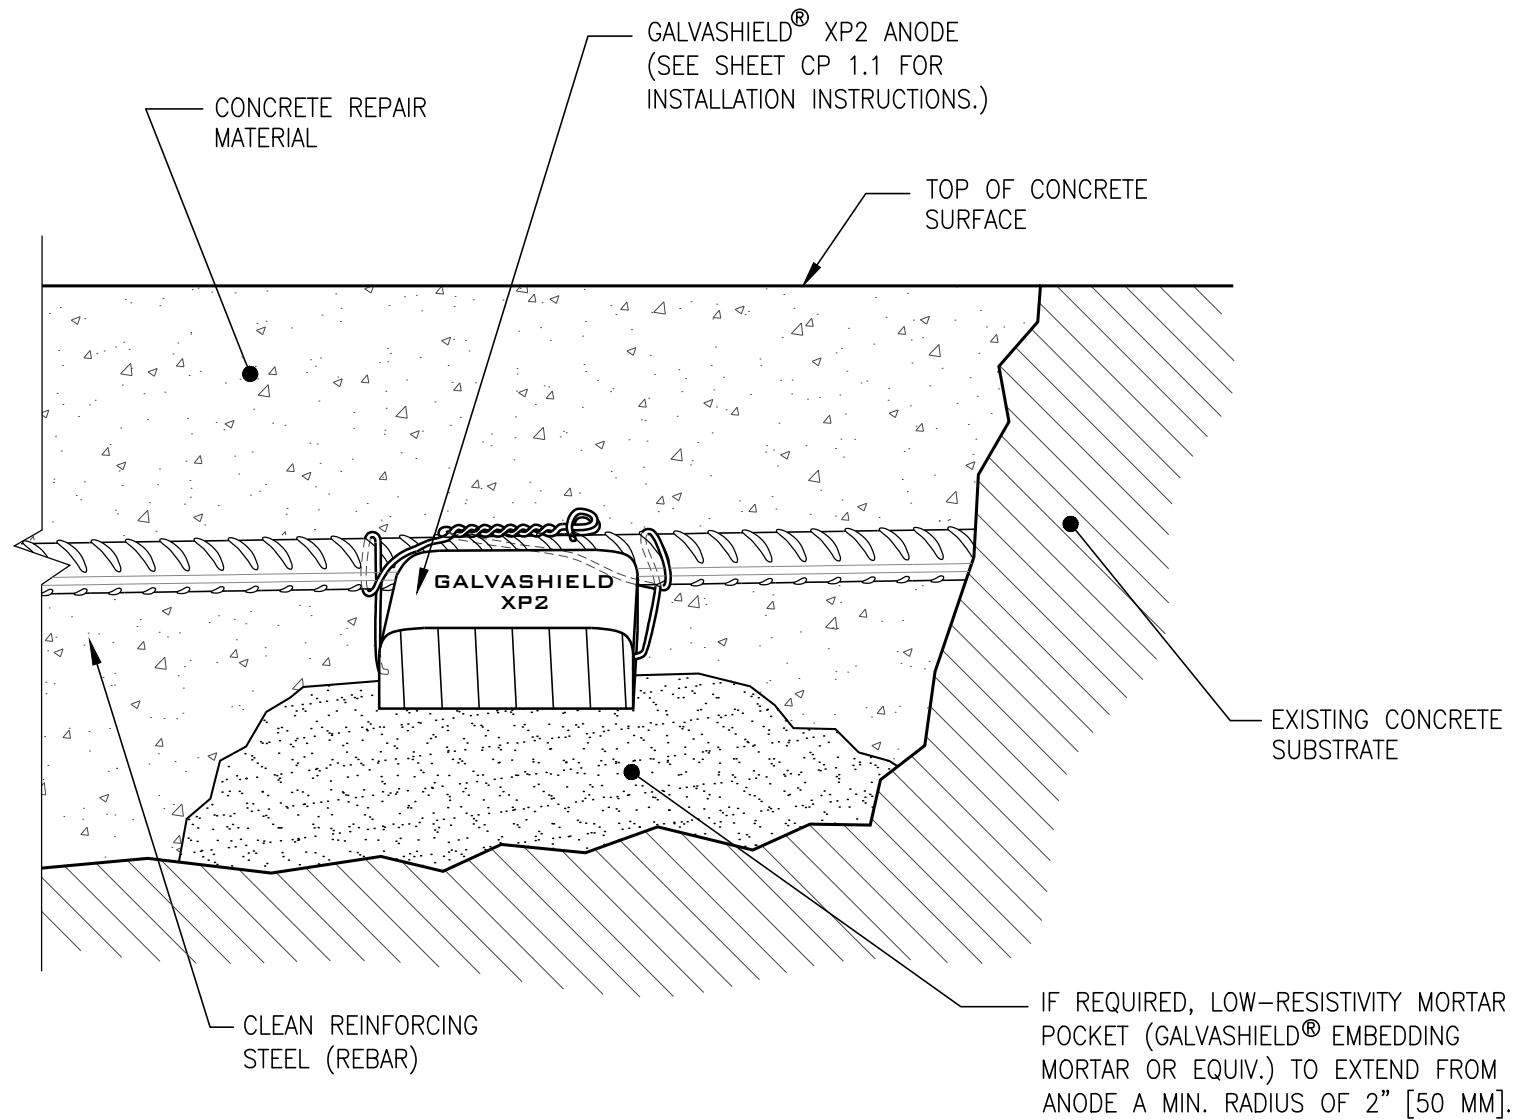 GALVASHIELD® XP2 ANODE
(SEE SHEET CP 1.1 FOR
INSTALLATION INSTRUCTIONS.)
CONCRETE REPAIR
MATERIAL
TOP OF CONCRETE
SURFACE
GALVASHIELD
XP2
EXISTING CONCRETE
SUBSTRATE
CLEAN REINFORCING
STEEL (REBAR)
IF REQUIRED, LOW-RESISTIVITY MORTAR
POCKET (GALVASHIELD® EMBEDDING
MORTAR OR EQUIV.) TO EXTEND FROM
ANODE A MIN. RADIUS OF 2" [50 MM].